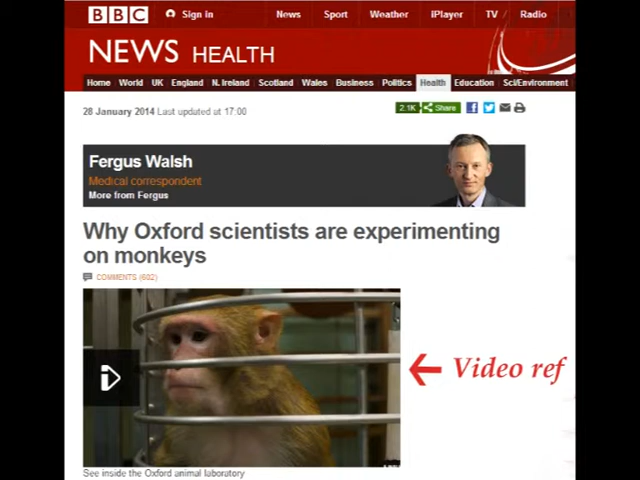 BBC Sign in News Sport Weather iPlayer TV Radio
NEWS HEALTH
Home World UK England N. Ireland Scotland Wales Business Politics Health Education Sci/Environment
28 January 2014 Last updated at 17:00
2.1K Share
Fergus Walsh
Medical correspondent
More from Fergus
Why Oxford scientists are experimenting
on monkeys
COMMENTS (682)
Video ref
See inside the Oxford animal laboratory